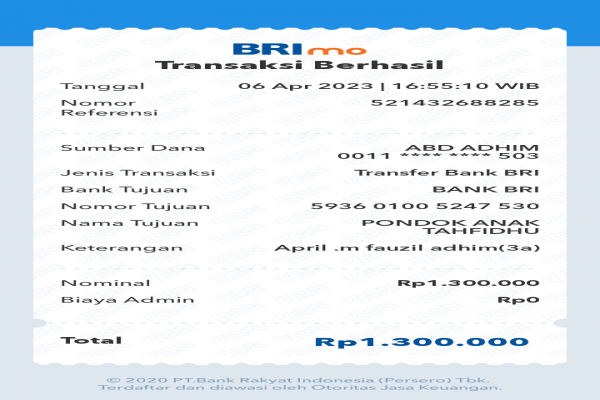 BRImo
Transaksi Berhasil
Tanggal 06 Apr 2023 | 16:55:10 WIB
Nomor Referensi 521432688285
Sumber Dana ABD ADHIM
0011 **** **** 503
Jenis Transaksi Transfer Bank BRI
Bank Tujuan BANK BRI
Nomor Tujuan 5936 0100 5247 530
Nama Tujuan PONDOK ANAK
TAHFIDHU
Keterangan April .m fauzil adhim(3a)
Nominal Rp1.300.000
Biaya Admin Rp0
Total Rp1.300.000
© 2020 PT.Bank Rakyat Indonesia (Persero) Tbk.
Terdaftar dan diawasi oleh Otoritas Jasa Keuangan.